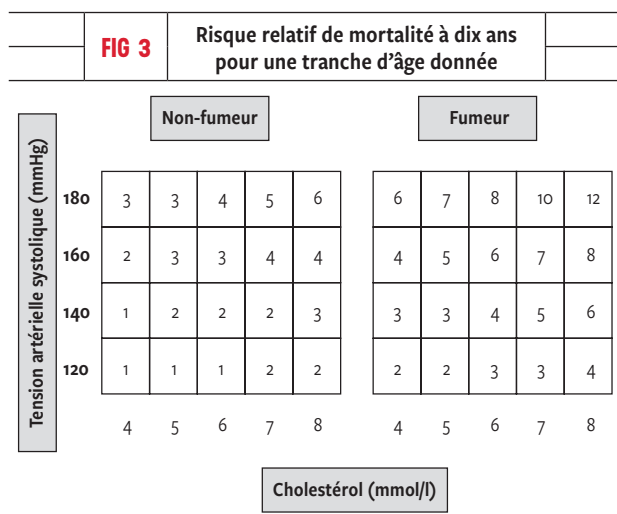 FIG 3
Risque relatif de mortalité à dix ans
pour une tranche d'âge donnée
Non-fumeur
Fumeur
Tension artérielle systolique (mmHg)
180 3 3 4 5 6 6 7 8 10 12
160 2 3 3 4 4 4 5 6 7 8
140 1 2 2 2 3 3 3 4 5 6
120 1 1 1 2 2 2 2 3 3 4
4 5 6 7 8 4 5 6 7 8
Cholestérol (mmol/l)